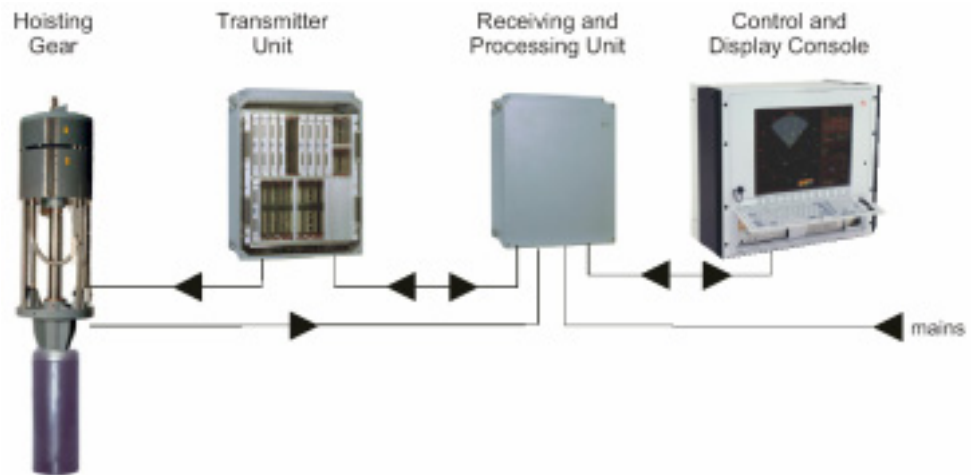 Hoisting
Gear
Transmitter
Unit
Receiving and
Processing Unit
Control and
Display Console
mains